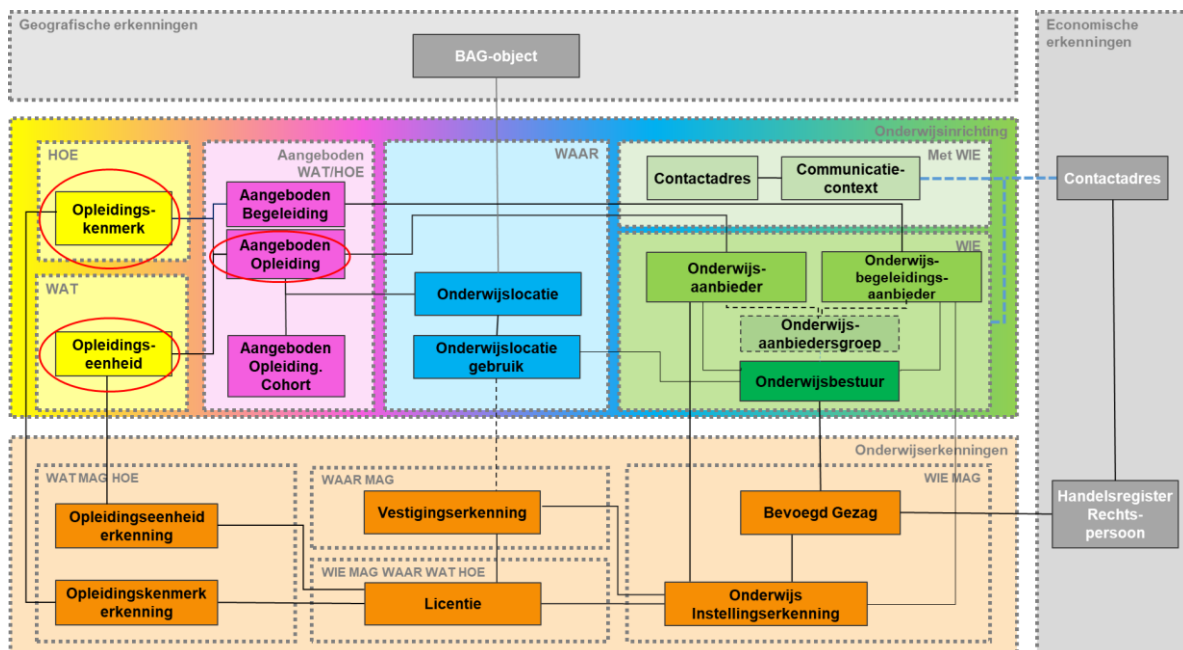 Geografische erkenningen
BAG-object
Economische
erkenningen
Onderwijsinrichting
HOE
Opleidings-
kenmerk
WAT
Opleidings-
eenheid
Aangeboden
WAT/HOE
Aangeboden
Begeleiding
Aangeboden
Opleiding
Aangeboden
Opleiding.
Cohort
WAAR
Onderwijslocatie
Onderwijslocatie
gebruik
Met WIE
Contactadres
Communicatie-
context
WIE
Onderwijs-
aanbieder
Onderwijs-
begeleidings-
aanbieder
Onderwijs-
aanbiedersgroep
Onderwijsbestuur
Contactadres
Onderwijserkenningen
WAT MAG HOE
Opleidingseenheid
erkenning
Opleidingskenmerk
erkenning
WAAR MAG
Vestigingserkenning
WIE MAG WAAR WAT HOE
Licentie
WIE MAG
Bevoegd Gezag
Onderwijs
Instellingserkenning
Handelsregister
Rechts-
persoon